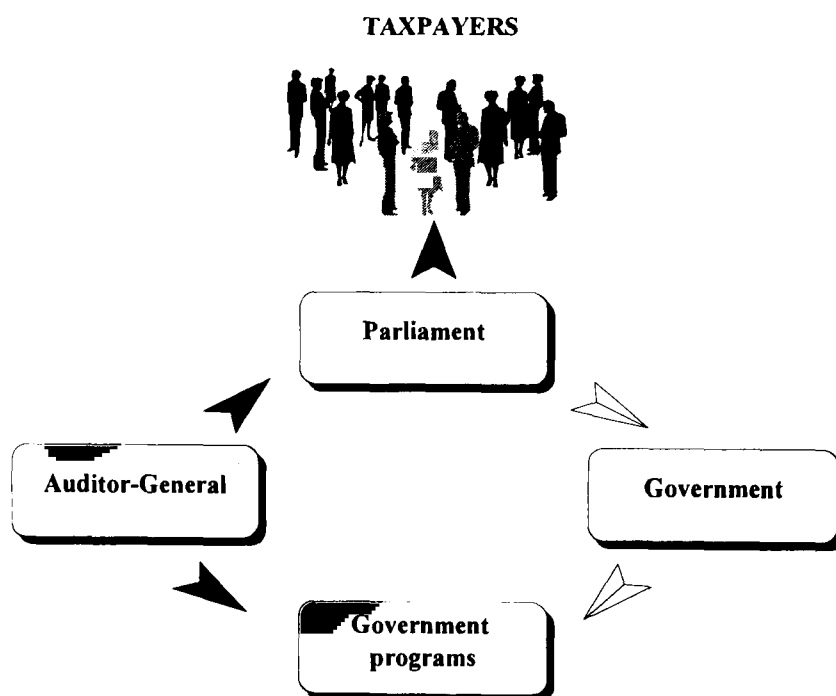 TAXPAYERS
Parliament
Auditor-General
Government
Government
programs